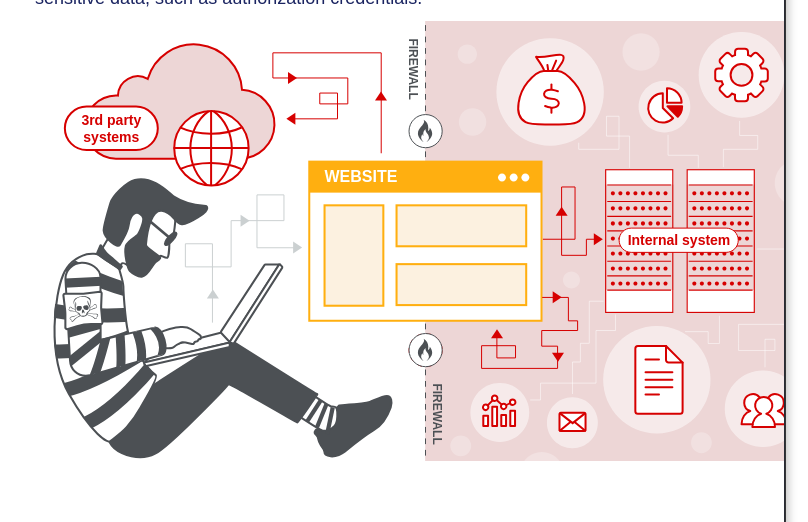 sensitive data, such as authorization credentials.
FIREWALL
3rd party
systems
WEBSITE
Internal system
FIREWALL